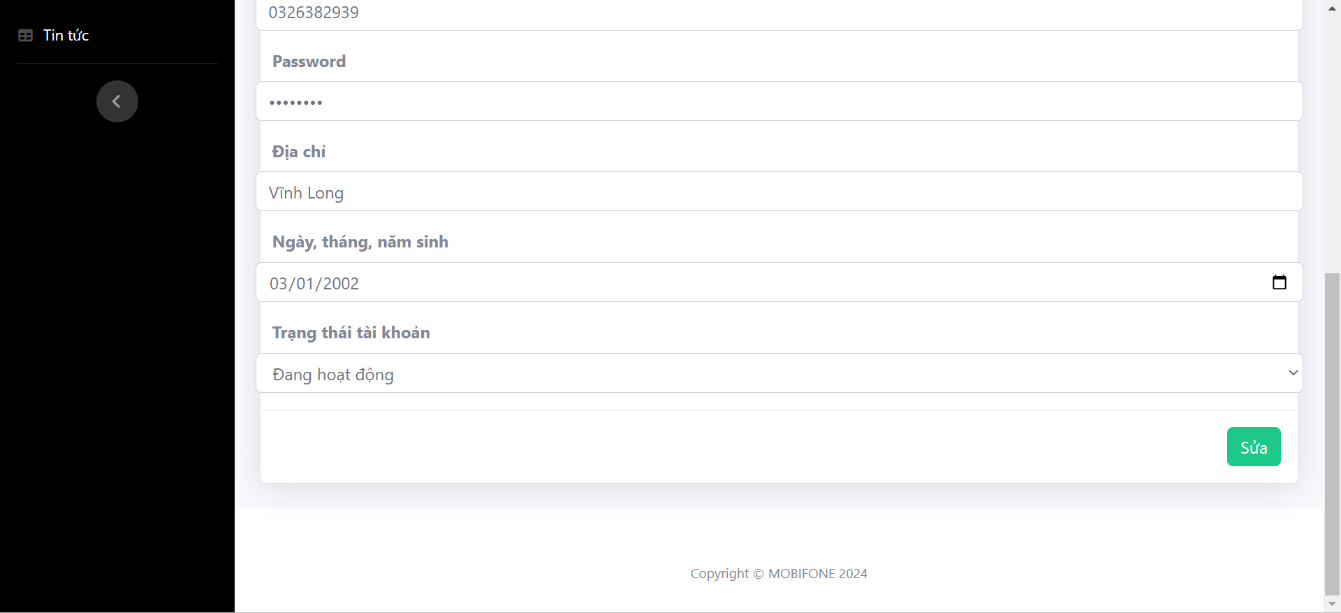 Tin tức
0326382939
Password
••••••••
Địa chỉ
Vĩnh Long
Ngày, tháng, năm sinh
03/01/2002
Trạng thái tài khoản
Đang hoạt động
Sửa
Copyright © MOBIFONE 2024